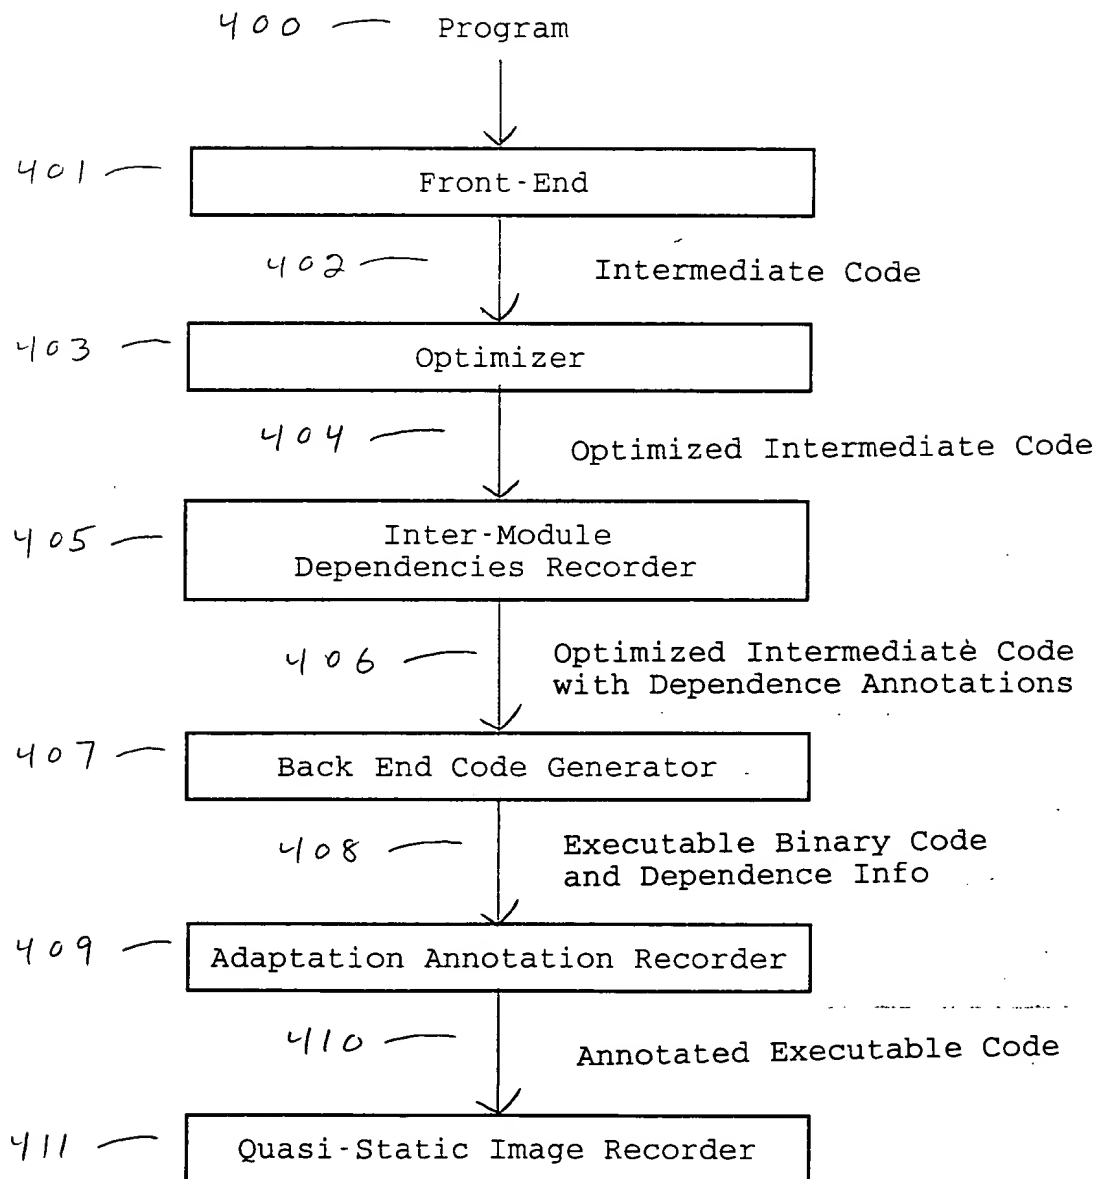 400 Program
401 Front-End
402 Intermediate Code
403 Optimizer
404 Optimized Intermediate Code
405 Inter-Module
Dependencies Recorder
406 Optimized Intermediate Code
with Dependence Annotations
407 Back End Code Generator
408 Executable Binary Code
and Dependence Info
409 Adaptation Annotation Recorder
410 Annotated Executable Code
411 Quasi-Static Image Recorder